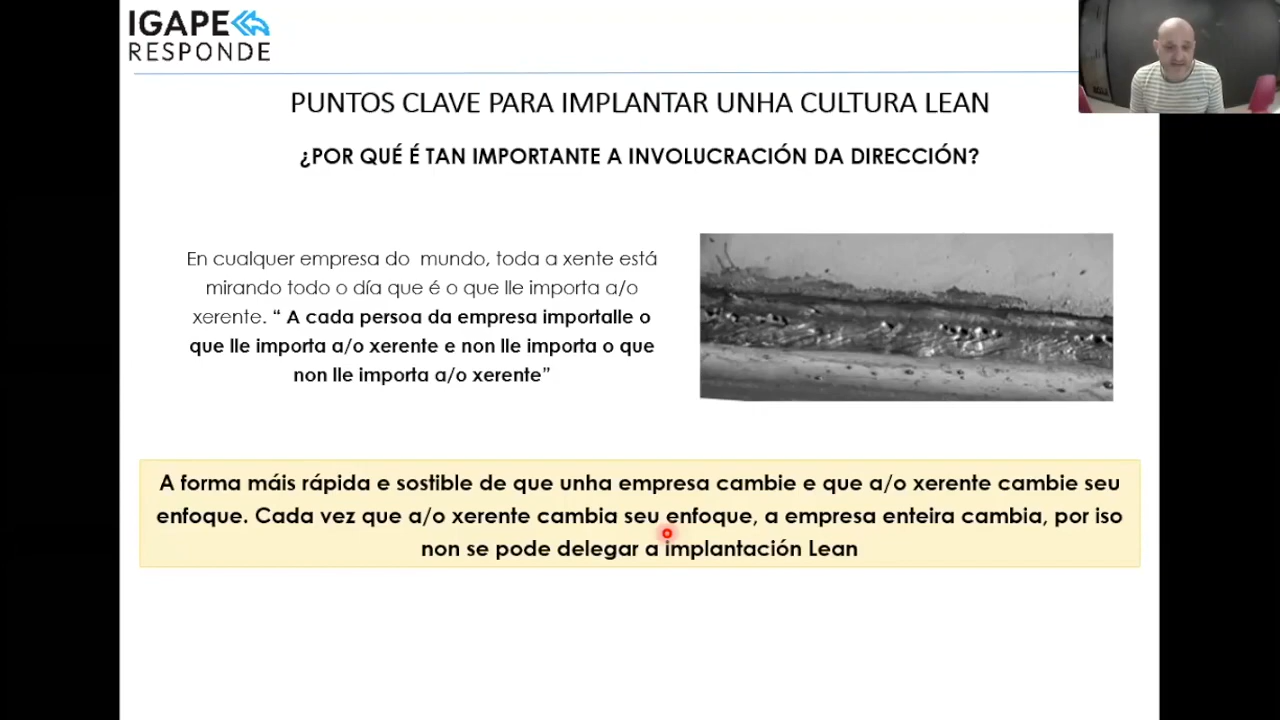 IGAPE
RESPONDE
PUNTOS CLAVE PARA IMPLANTAR UNHA CULTURA LEAN
¿POR QUÉ É TAN IMPORTANTE A INVOLUCRACIÓN DA DIRECCIÓN?
En cualquer empresa do mundo, toda a xente está
mirando todo o día que é o que lle importa a/o
xerente. “ A cada persoa da empresa importalle o
que lle importa a/o xerente e non lle importa o que
non lle importa a/o xerente”
A forma máis rápida e sostible de que unha empresa cambie e que a/o xerente cambie seu
enfoque. Cada vez que a/o xerente cambia seu enfoque, a empresa enteira cambia, por iso
non se pode delegar a implantación Lean